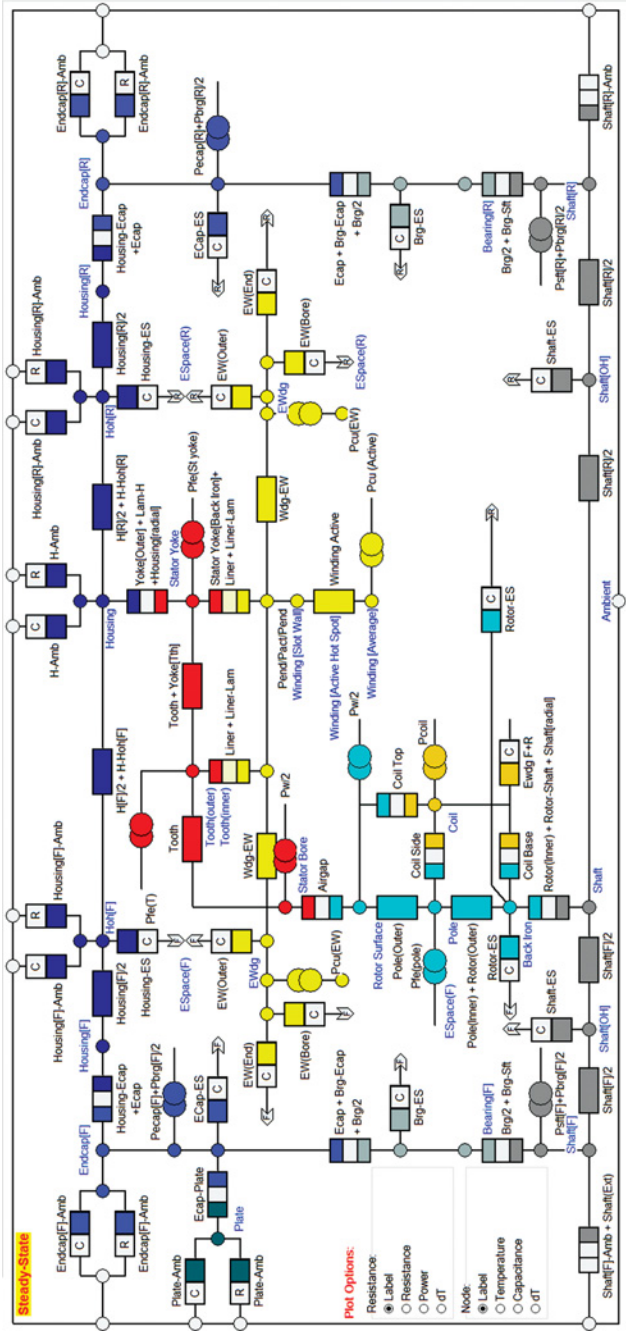 Steady-State
Housing[F]-Amb
Housing[F]-Amb
H-Amb
H-Amb
Housing[R]-Amb
Housing[R]-Amb
C
R
C
R
C
R
Endcap[F]-Amb
C
R
Endcap[F]-Amb
Endcap[F]
Housing-Ecap
+Ecap
Housing[F]
Housing[F]/2
Hoh[F]
H[F]/2 + H-Hoh[F]
Housing
H[R]/2 + H-Hoh[R]
Hoh[R]
Housing[R]/2
Housing[R]
Housing-Ecap
+Ecap
Endcap[R]
Endcap[R]-Amb
C
R
Endcap[R]-Amb
Plate-Amb
C
R
Plate-Amb
Plate
Ecap-Plate
Pecap[F]+Pbrg[F]/2
ECap-ES
C
F
C
Housing-ES
F
ESpace(F)
F
Pfe(T)
Yoke[Outer] + Lam-H
+Housing[radial]
Stator Yoke
Pfe(St yoke)
C
Housing-ES
R
ESpace(R)
R
ECap-ES
C
R
Pecap[R]+Pbrg[R]/2
Tooth
Tooth + Yoke[Tth]
Tooth(outer)
Tooth(inner)
Liner + Liner-Lam
Stator Yoke[Back Iron]+
Liner + Liner-Lam
C
EW(Outer)
C
EW(Outer)
EW(End)
C
F
EWdg
Wdg-EW
Wdg-EW
EWdg
EW(End)
C
R
EW(Bore)
C
F
Pcu(EW)
Pw/2
Stator Bore
Pend/Pact/Pend
Winding [Slot Wall]
Winding Active
Winding [Active Hot Spot]
Winding [Average]
Pcu (Active)
Pcu(EW)
EW(Bore)
C
R
ESpace(R)
Airgap
Rotor Surface
Pw/2
Ecap + Brg-Ecap
+ Brg/2
Ecap + Brg-Ecap
+ Brg/2
Pole(Outer)
Pfe(pole)
ESpace(F)
Pole
Coil Top
Coil Side
Coil
Pcoil
C
Brg-ES
F
C
Brg-ES
R
Pole(Inner) + Rotor(Outer)
Bearing[F]
Brg/2 + Brg-Sft
Rotor-ES
C
F
Back Iron
Coil Base
C
Ewdg F+R
C
Rotor-ES
R
Bearing[R]
Brg/2 + Brg-Sft
Psft[F]+Pbrg[F]/2
Shaft[F]
F
C
Shaft-ES
Rotor(Inner) + Rotor-Shaft + Shaft[radial]
R
C
Shaft-ES
Psft[R]+Pbrg[R]/2
Shaft[R]
Shaft[F]-Amb + Shaft(Ext)
Shaft[F]/2
Shaft[OH]
Shaft[F]/2
Shaft
Ambient
Shaft[R]/2
Shaft[OH]
Shaft[R]/2
Shaft[R]-Amb
Plot Options:
Resistance:
Label
Resistance
Power
dT
Node:
Label
Temperature
Capacitance
dT